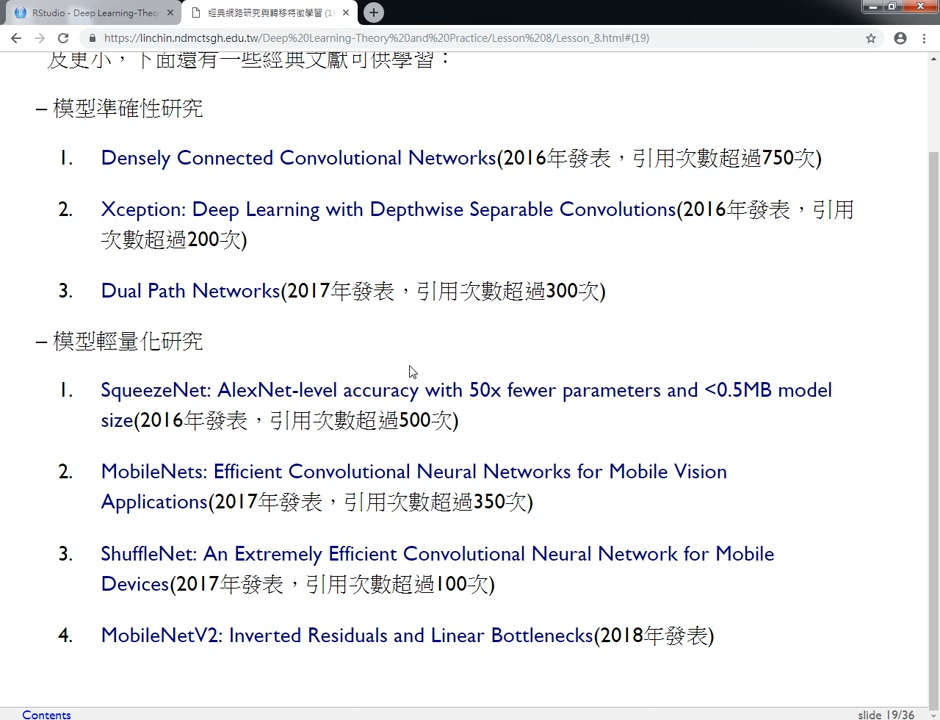 RStudio - Deep Learning-Theo
經典網路研究與轉移特徵學習 (1
https://linchin.ndmctsgh.edu.tw/Deep%20Learning-Theory%20and%20Practice/Lesson%208/Lesson_8.html#(19)
及更小，下面還有一些經典文獻可供學習：
– 模型準確性研究
1. Densely Connected Convolutional Networks(2016年發表，引用次數超過750次)
2. Xception: Deep Learning with Depthwise Separable Convolutions(2016年發表，引用
次數超過200次)
3. Dual Path Networks(2017年發表，引用次數超過300次)
– 模型輕量化研究
1. SqueezeNet: AlexNet-level accuracy with 50x fewer parameters and <0.5MB model
size(2016年發表，引用次數超過500次)
2. MobileNets: Efficient Convolutional Neural Networks for Mobile Vision
Applications(2017年發表，引用次數超過350次)
3. ShuffleNet: An Extremely Efficient Convolutional Neural Network for Mobile
Devices(2017年發表，引用次數超過100次)
4. MobileNetV2: Inverted Residuals and Linear Bottlenecks(2018年發表)
Contents
slide 19/36